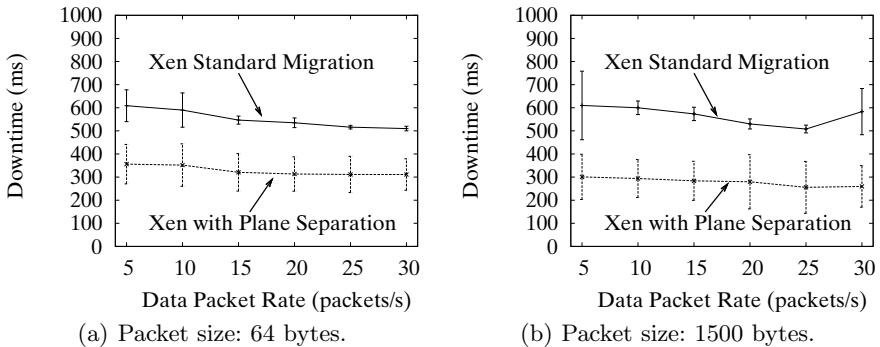 1000
900
800
700
600
500
400
300
200
100
0
Downtime (ms)
Xen Standard Migration
Xen with Plane Separation
5 10 15 20 25 30
Data Packet Rate (packets/s)
(a) Packet size: 64 bytes.
1000
900
800
700
600
500
400
300
200
100
0
Downtime (ms)
Xen Standard Migration
Xen with Plane Separation
5 10 15 20 25 30
Data Packet Rate (packets/s)
(b) Packet size: 1500 bytes.